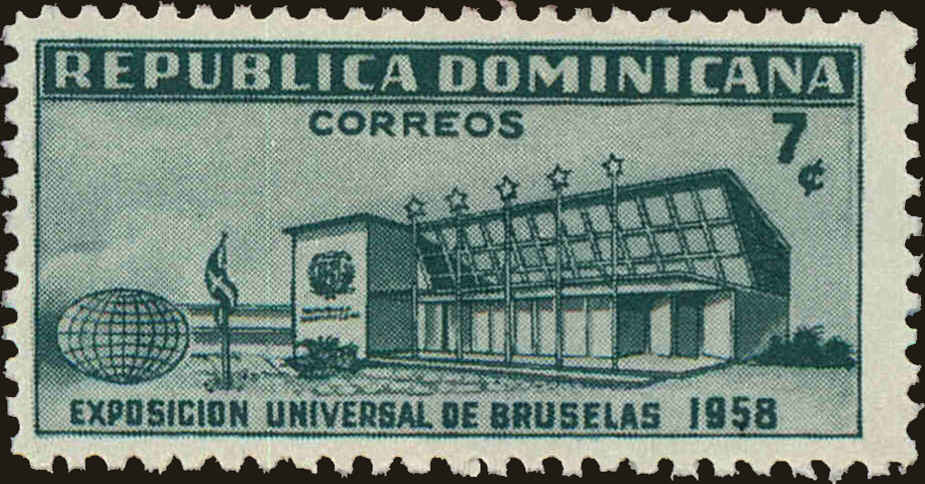 REPUBLICA DOMINICANA
CORREOS
7
¢
EXPOSICION UNIVERSAL DE BRUSELAS 1958